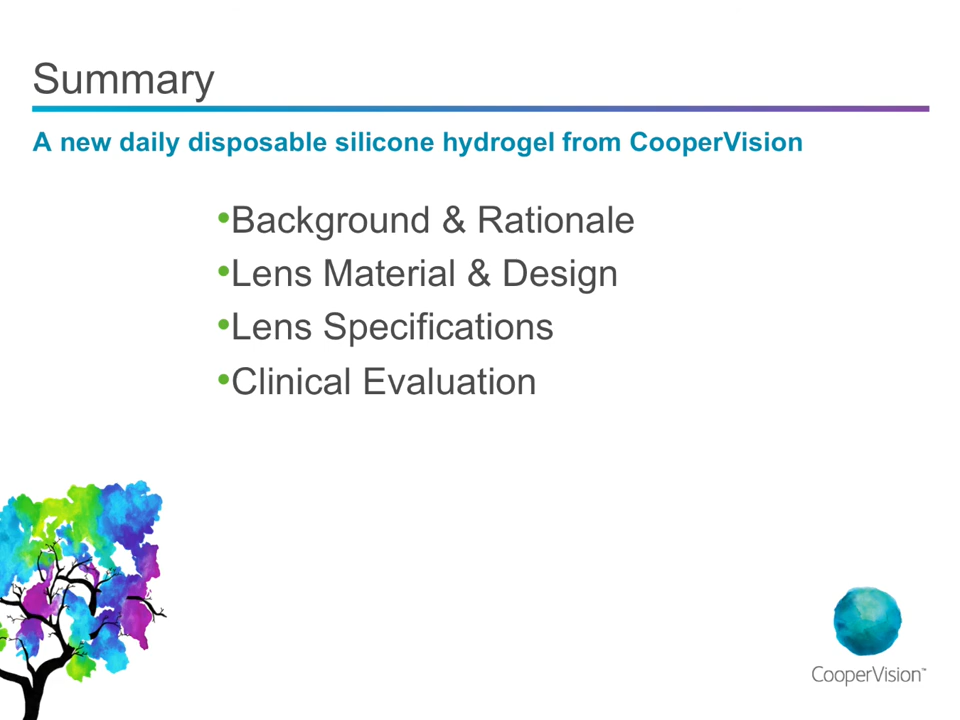 Summary
A new daily disposable silicone hydrogel from CooperVision
•Background & Rationale
•Lens Material & Design
•Lens Specifications
•Clinical Evaluation
CooperVision™